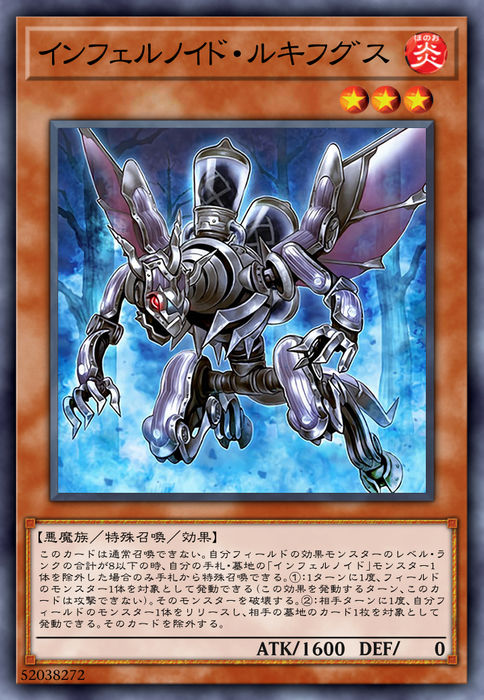 インフェルノイド・ルキフグス
ほのお
炎
【悪魔族／特殊召喚／効果】
このカードは通常召喚できない。自分フィールドの効果モンスターのレベル・ラ
ンクの合計が8以下の時、自分の手札・墓地の「インフェルノイド」モンスター1
体を除外した場合のみ手札から特殊召喚できる。①：1ターンに1度、フィールド
のモンスター1体を対象として発動できる（この効果を発動するターン、このカ
ードは攻撃できない）。そのモンスターを破壊する。②：相手ターンに1度、自分フ
ィールドのモンスター1体をリリースし、相手の墓地のカード1枚を対象として
発動できる。そのカードを除外する。
ATK/1600 DEF/ 0
52038272